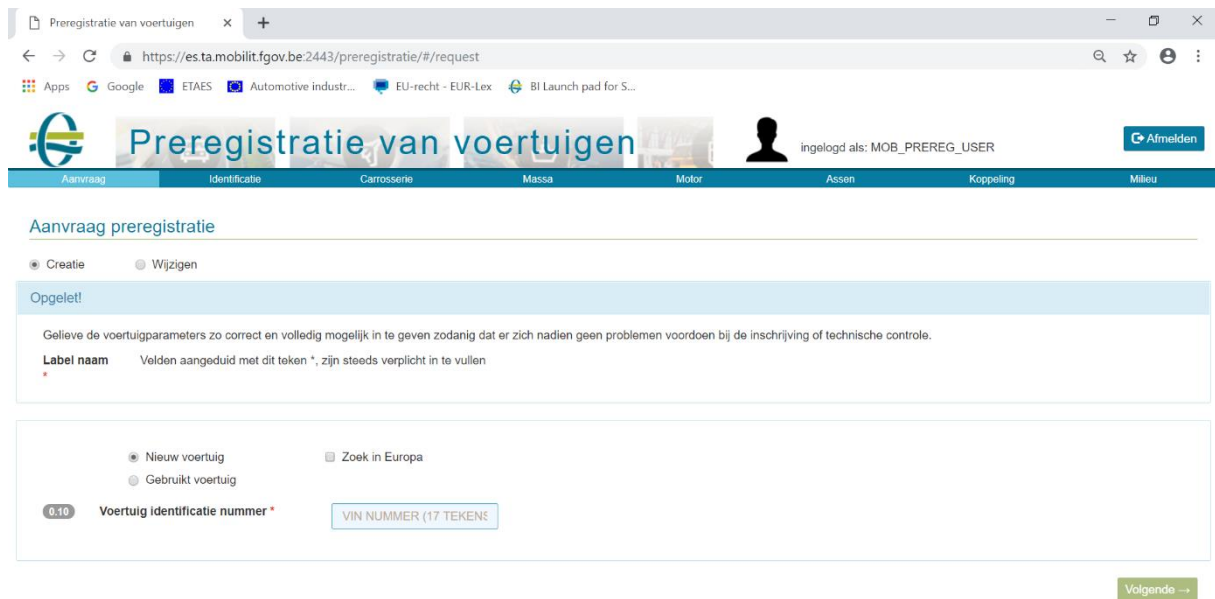 Preregistratie van voertuigen
https://es.ta.mobilit.fgov.be:2443/preregistratie/#/request
Apps Google ETAES Automotive industr... EU-recht - EUR-Lex BI Launch pad for S...
Preregistratie van voertuigen
ingelogd als: MOB_PREREG_USER
Afmelden
Aanvraag Identificatie Carrosserie Massa Motor Assen Koppeling Milieu
Aanvraag preregistratie
Creatie Wijzigen
Opgelet!
Gelieve de voertuigparameters zo correct en volledig mogelijk in te geven zodanig dat er zich nadien geen problemen voordoen bij de inschrijving of technische controle.
Label naam Velden aangeduid met dit teken *, zijn steeds verplicht in te vullen
*
Nieuw voertuig Zoek in Europa
Gebruikt voertuig
0.10 Voertuig identificatie nummer * VIN NUMMER (17 TEKENS
Volgende →